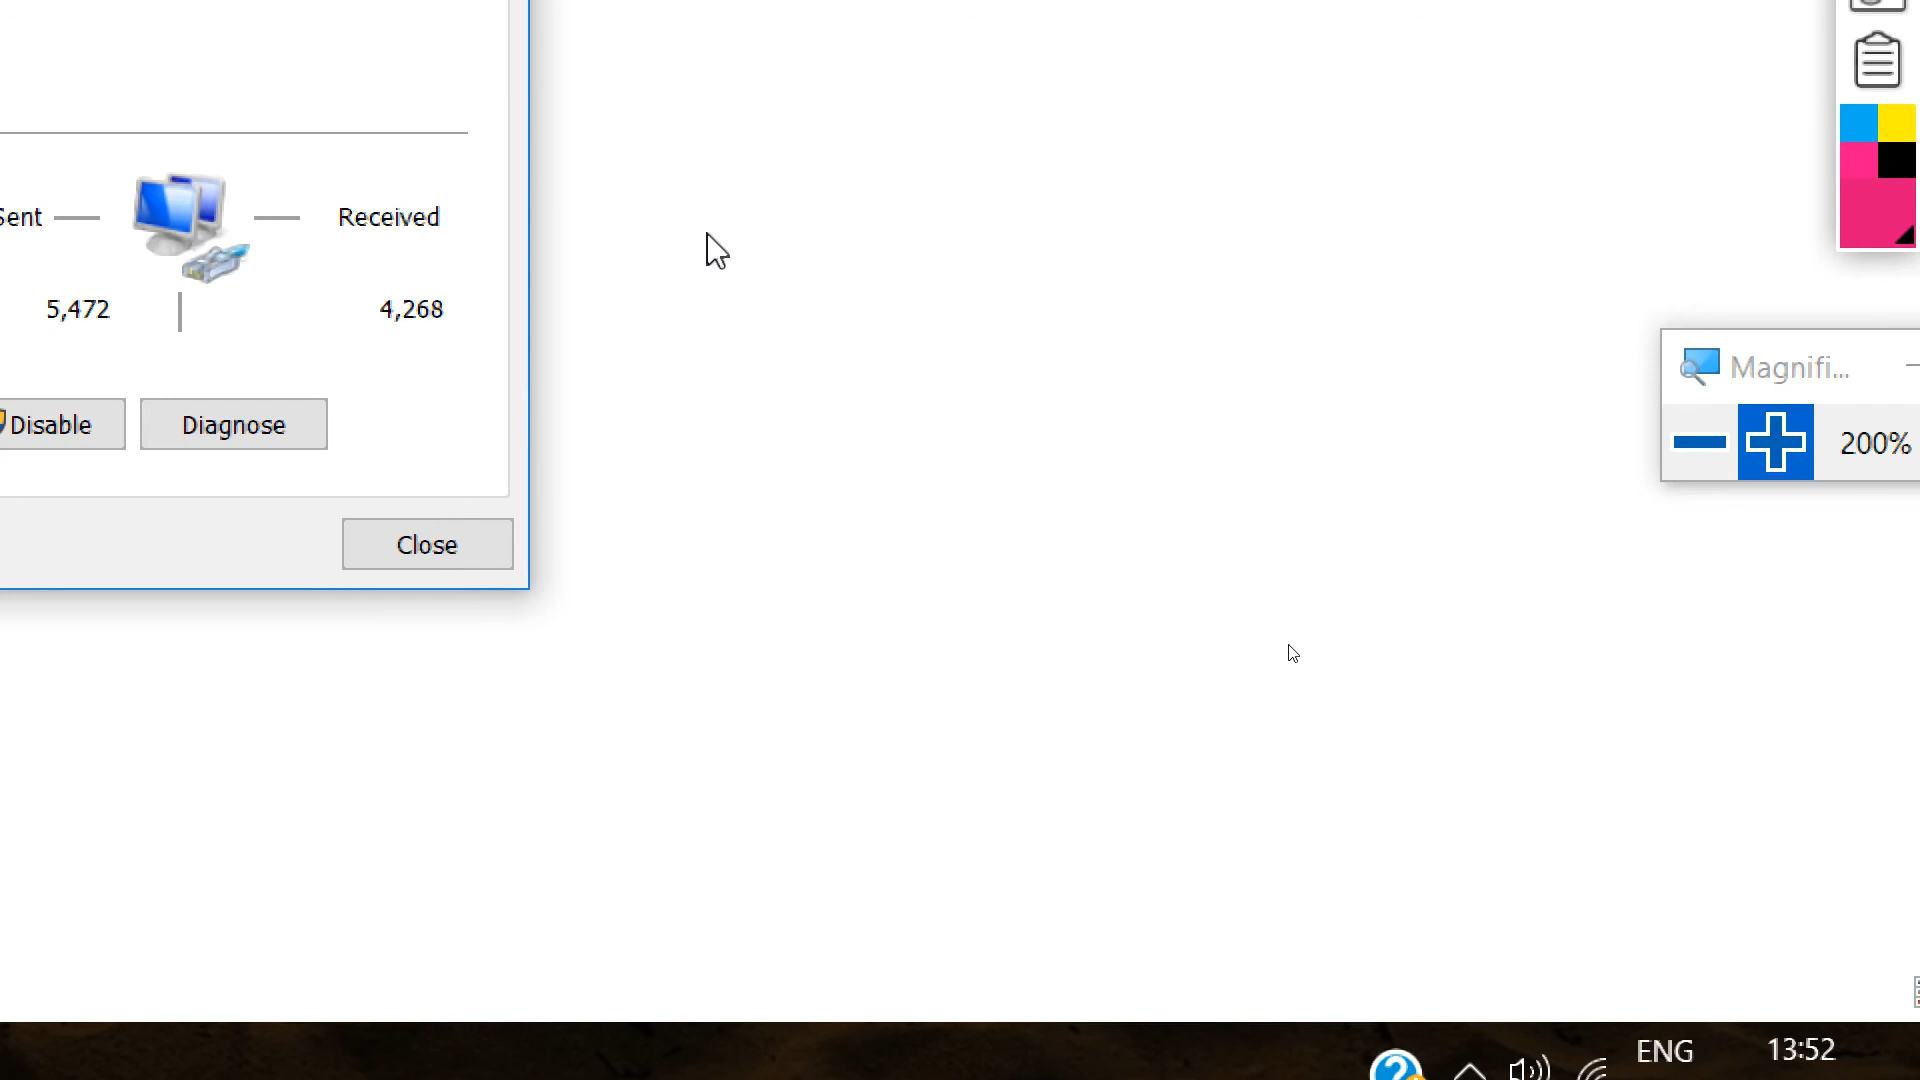 Sent
Received
5,472
4,268
Disable
Diagnose
Close
Magnifi...
200%
ENG
13:52